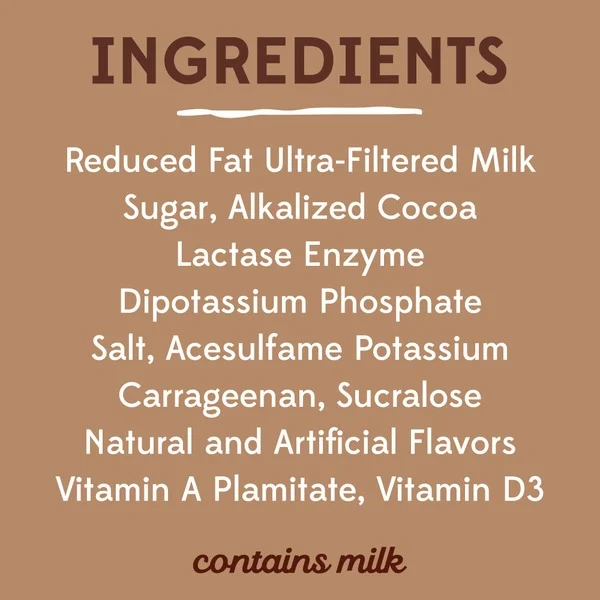 INGREDIENTS
Reduced Fat Ultra-Filtered Milk
Sugar, Alkalized Cocoa
Lactase Enzyme
Dipotassium Phosphate
Salt, Acesulfame Potassium
Carrageenan, Sucralose
Natural and Artificial Flavors
Vitamin A Plamitate, Vitamin D3
contains milk